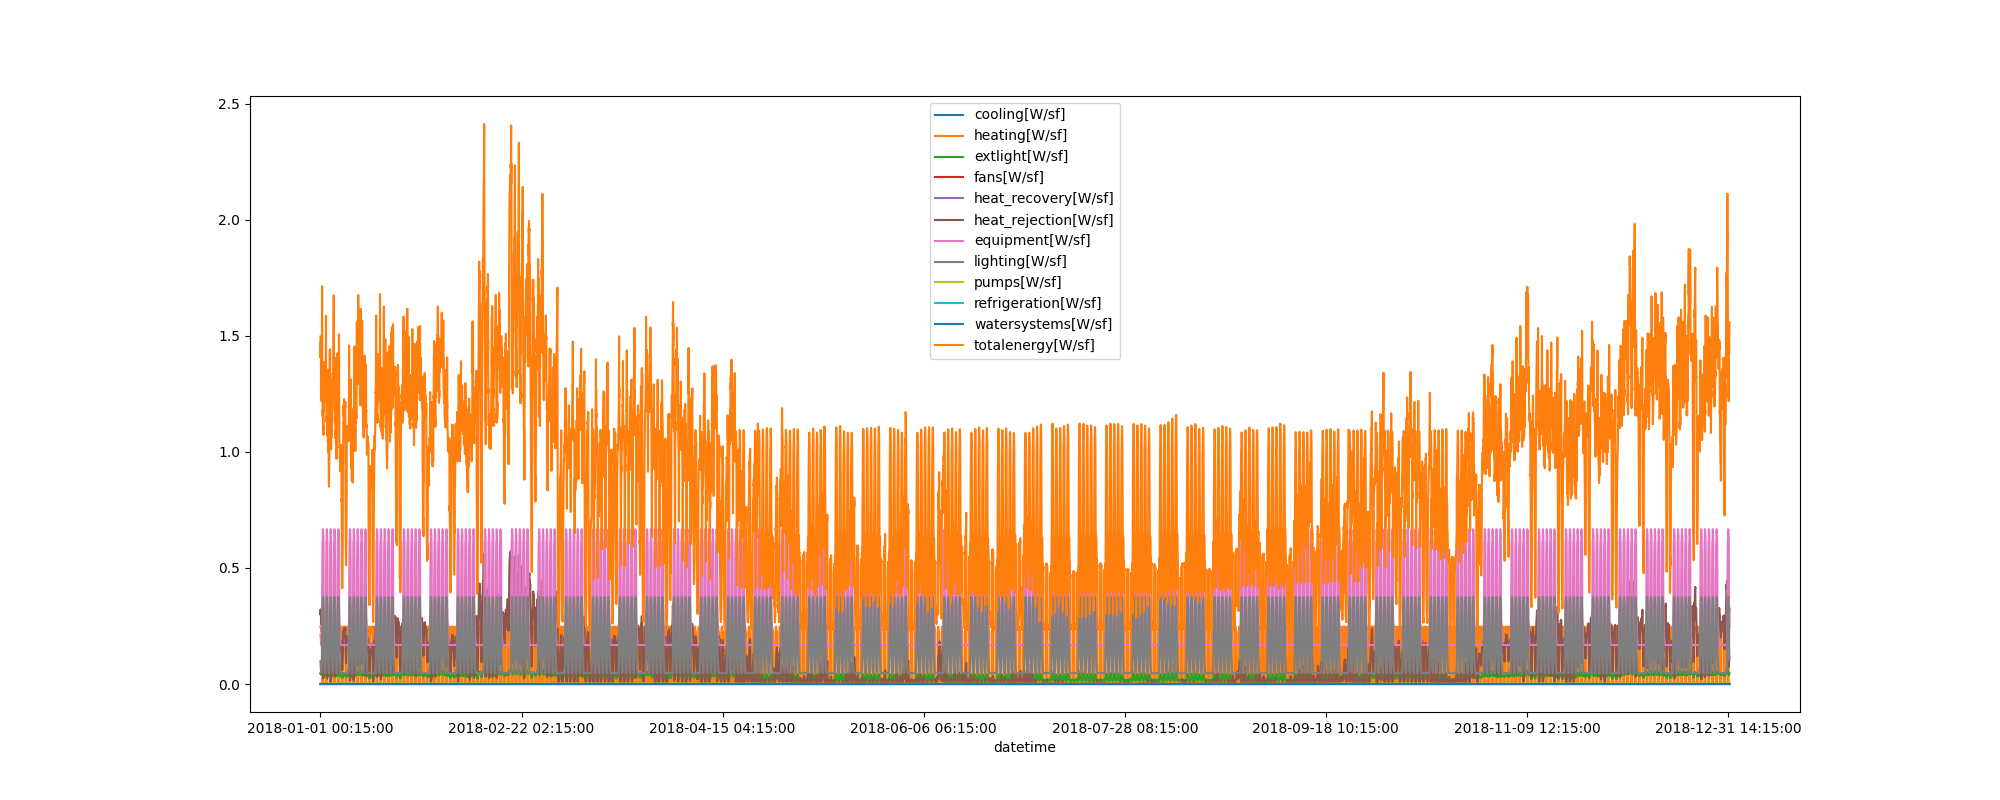 2.5
2.0
1.5
1.0
0.5
0.0
cooling[W/sf]
heating[W/sf]
extlight[W/sf]
fans[W/sf]
heat_recovery[W/sf]
heat_rejection[W/sf]
equipment[W/sf]
lighting[W/sf]
pumps[W/sf]
refrigeration[W/sf]
watersystems[W/sf]
totalenergy[W/sf]
2018-01-01 00:15:00 2018-02-22 02:15:00 2018-04-15 04:15:00 2018-06-06 06:15:00 2018-07-28 08:15:00 2018-09-18 10:15:00 2018-11-09 12:15:00 2018-12-31 14:15:00
datetime